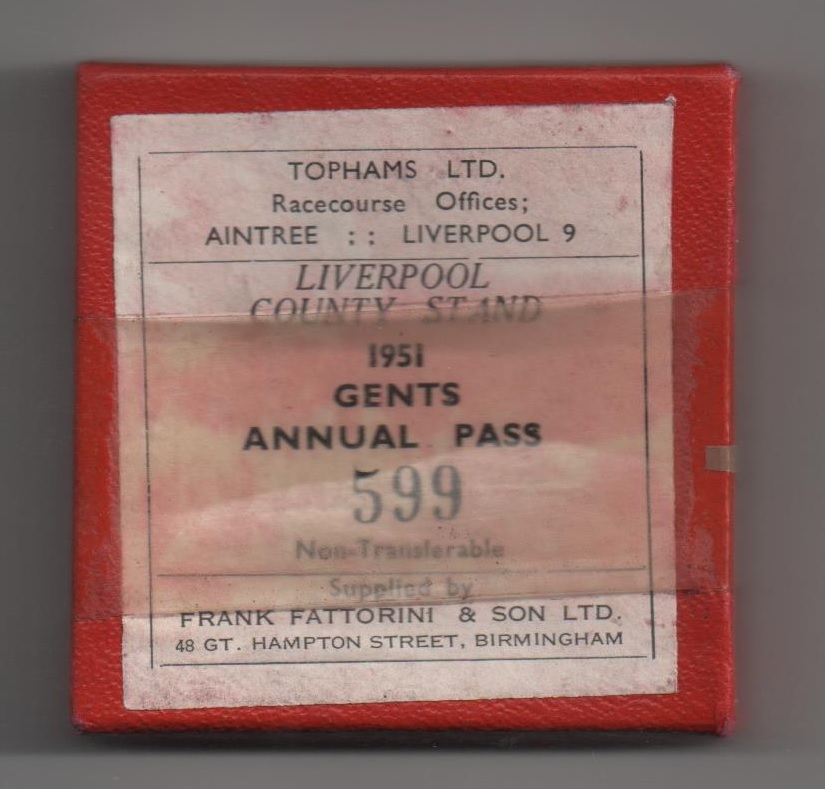 TOPHAMS LTD.
Racecourse Offices;
AINTREE :: LIVERPOOL 9
LIVERPOOL
COUNTY STAND
1951
GENTS
ANNUAL PASS
599
Non-Transferable
Supplied by
FRANK FATTORINI & SON LTD.
48 GT. HAMPTON STREET, BIRMINGHAM